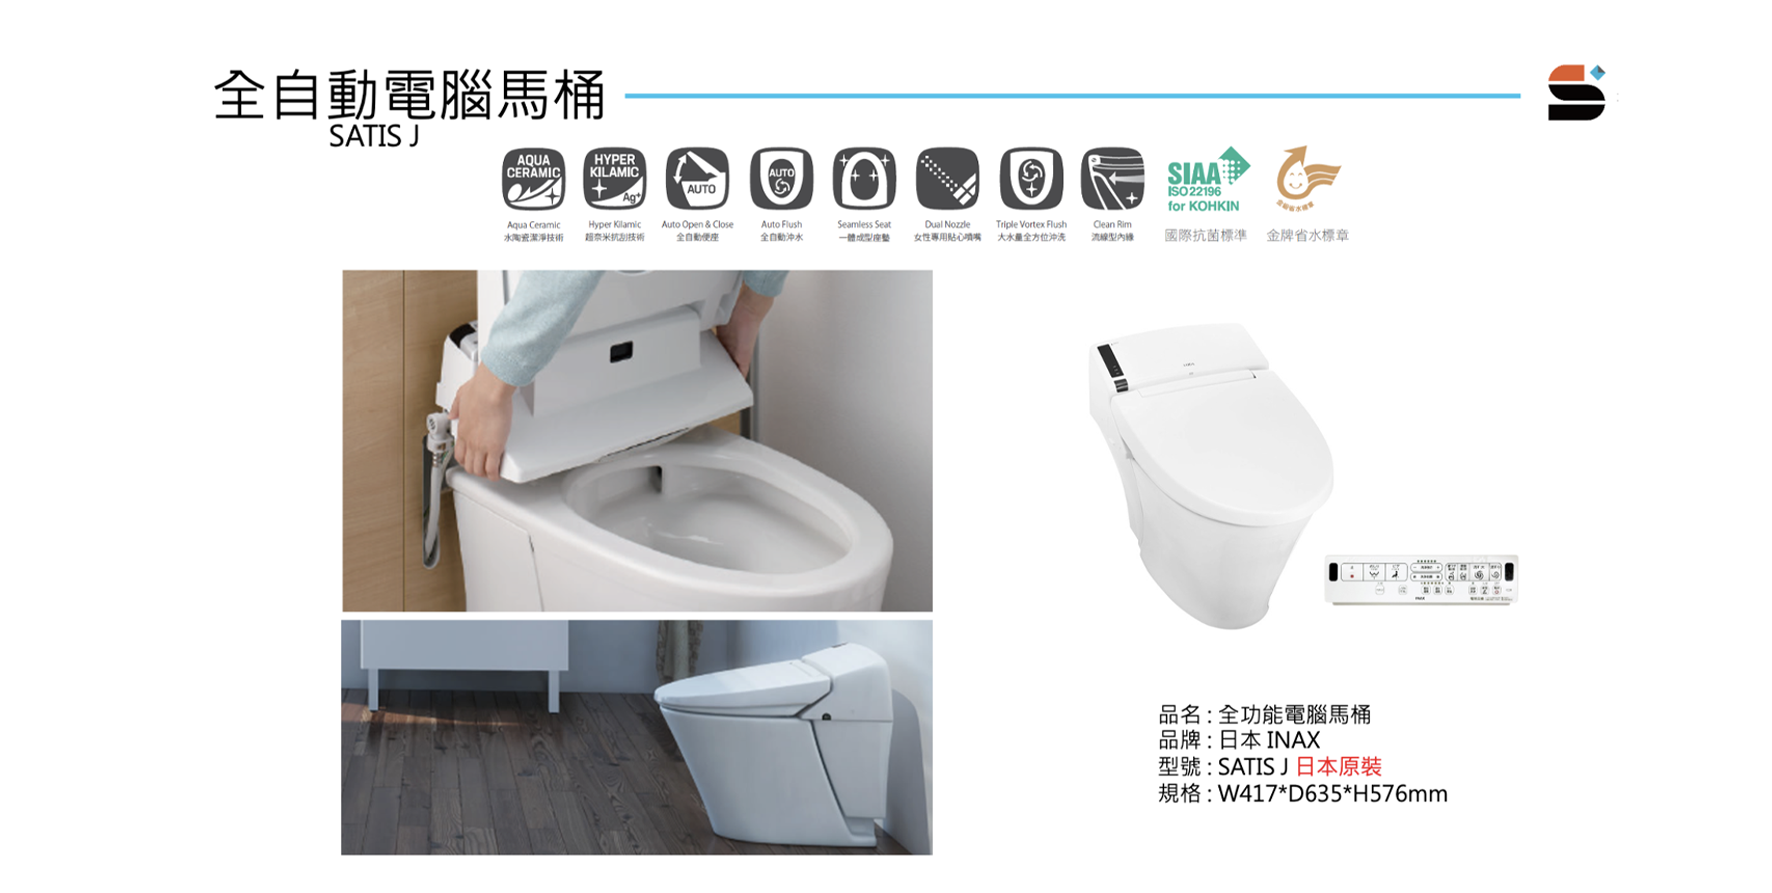 全自動電腦馬桶
SATIS J
AQUA CERAMIC
HYPER KILAMIC
Ag+
AUTO
AUTO
SIAA
ISO 22196
for KOHKIN
Aqua Ceramic
水陶瓷潔淨技術
Hyper Kilamic
超奈米抗刮技術
Auto Open & Close
全自動便座
Auto Flush
全自動沖水
Seamless Seat
一體成型座墊
Dual Nozzle
女性專用貼心噴嘴
Triple Vortex Flush
大水量全方位沖洗
Clean Rim
流線型內緣
國際抗菌標準
金牌省水標章
INAX
品名 : 全功能電腦馬桶
品牌 : 日本 INAX
型號 : SATIS J 日本原裝
規格 : W417*D635*H576mm